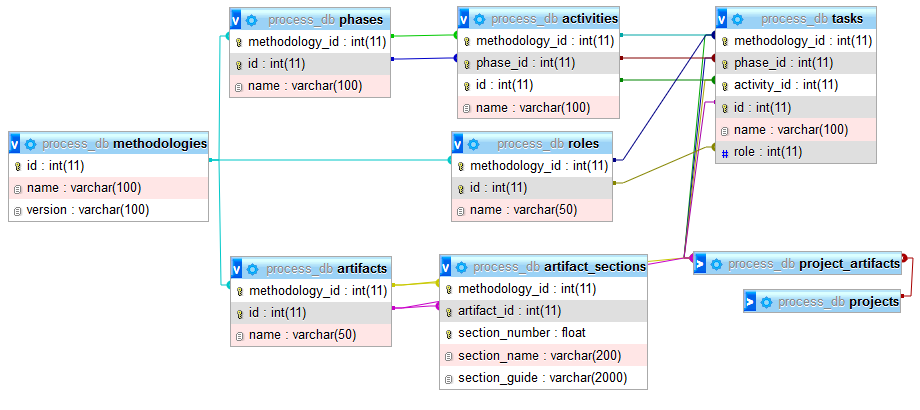 process_db phases
methodology_id : int(11)
id : int(11)
name : varchar(100)
process_db activities
methodology_id : int(11)
phase_id : int(11)
id : int(11)
name : varchar(100)
process_db tasks
methodology_id : int(11)
phase_id : int(11)
activity_id : int(11)
id : int(11)
name : varchar(100)
# role : int(11)
process_db methodologies
id : int(11)
name : varchar(100)
version : varchar(100)
process_db roles
methodology_id : int(11)
id : int(11)
name : varchar(50)
process_db artifacts
methodology_id : int(11)
id : int(11)
name : varchar(50)
process_db artifact_sections
methodology_id : int(11)
artifact_id : int(11)
section_number : float
section_name : varchar(200)
section_guide : varchar(2000)
process_db project_artifacts
process_db projects